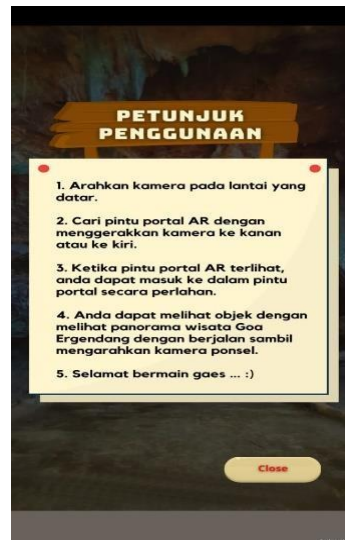 PETUNJUK
PENGGUNAAN
1. Arahkan kamera pada lantai yang
datar.
2. Cari pintu portal AR dengan
menggerakkan kamera ke kanan
atau ke kiri.
3. Ketika pintu portal AR terlihat,
anda dapat masuk ke dalam pintu
portal secara perlahan.
4. Anda dapat melihat objek dengan
melihat panorama wisata Goa
Ergendang dengan berjalan sambil
mengarahkan kamera ponsel.
5. Selamat bermain gaes ... :)
Close